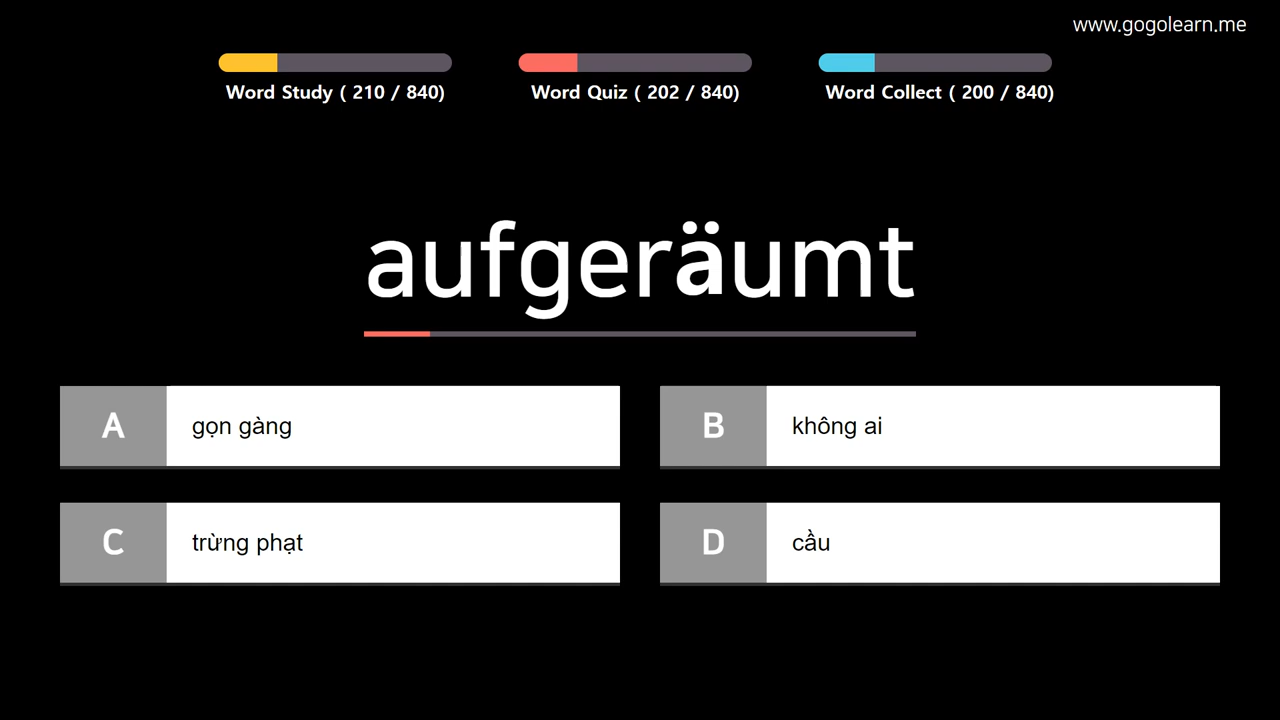 www.gogolearn.me
Word Study ( 210 / 840)
Word Quiz ( 202 / 840)
Word Collect ( 200 / 840)
aufgeräumt
A gọn gàng
B không ai
C trừng phạt
D cầu